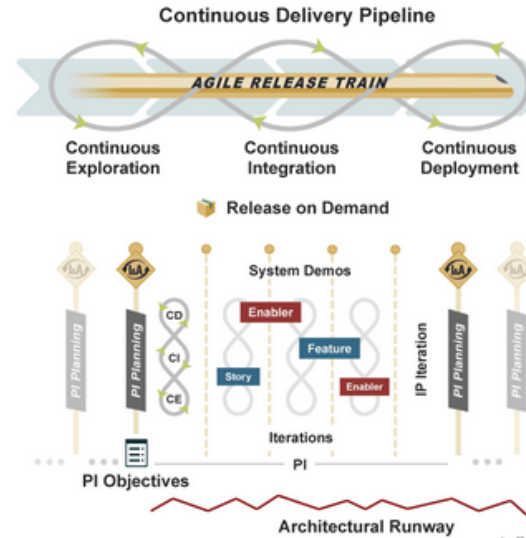 Continuous Delivery Pipeline
AGILE RELEASE TRAIN
Continuous Exploration
Continuous Integration
Continuous Deployment
Release on Demand
System Demos
I&A
I&A
I&A
I&A
PI Planning
PI Planning
CD
CI
CE
Enabler
Feature
Story
Enabler
IP Iteration
PI Planning
PI Planning
Iterations
PI
PI Objectives
Architectural Runway